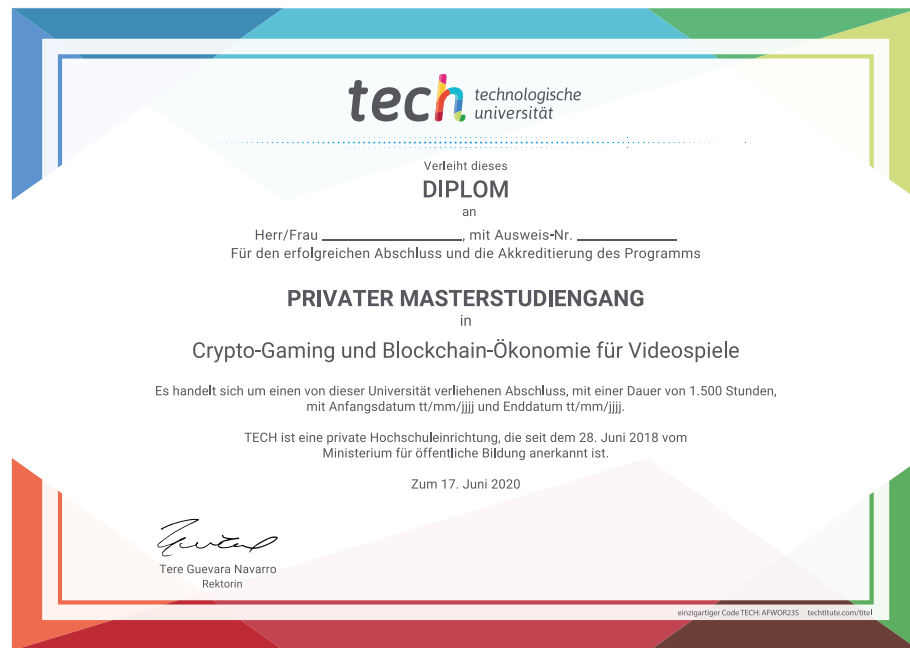 tech technologische
universität
Verleiht dieses
DIPLOM
an
Herr/Frau ______________, mit Ausweis-Nr. __________
Für den erfolgreichen Abschluss und die Akkreditierung des Programms
PRIVATER MASTERSTUDIENGANG
in
Crypto-Gaming und Blockchain-Ökonomie für Videospiele
Es handelt sich um einen von dieser Universität verliehenen Abschluss, mit einer Dauer von 1.500 Stunden,
mit Anfangsdatum tt/mm/jjjj und Enddatum tt/mm/jjjj.
TECH ist eine private Hochschuleinrichtung, die seit dem 28. Juni 2018 vom
Ministerium für öffentliche Bildung anerkannt ist.
Zum 17. Juni 2020
Tere Guevara Navarro
Rektorin
einzigartiger Code TECH: AFWOR23S techtitute.com/titel